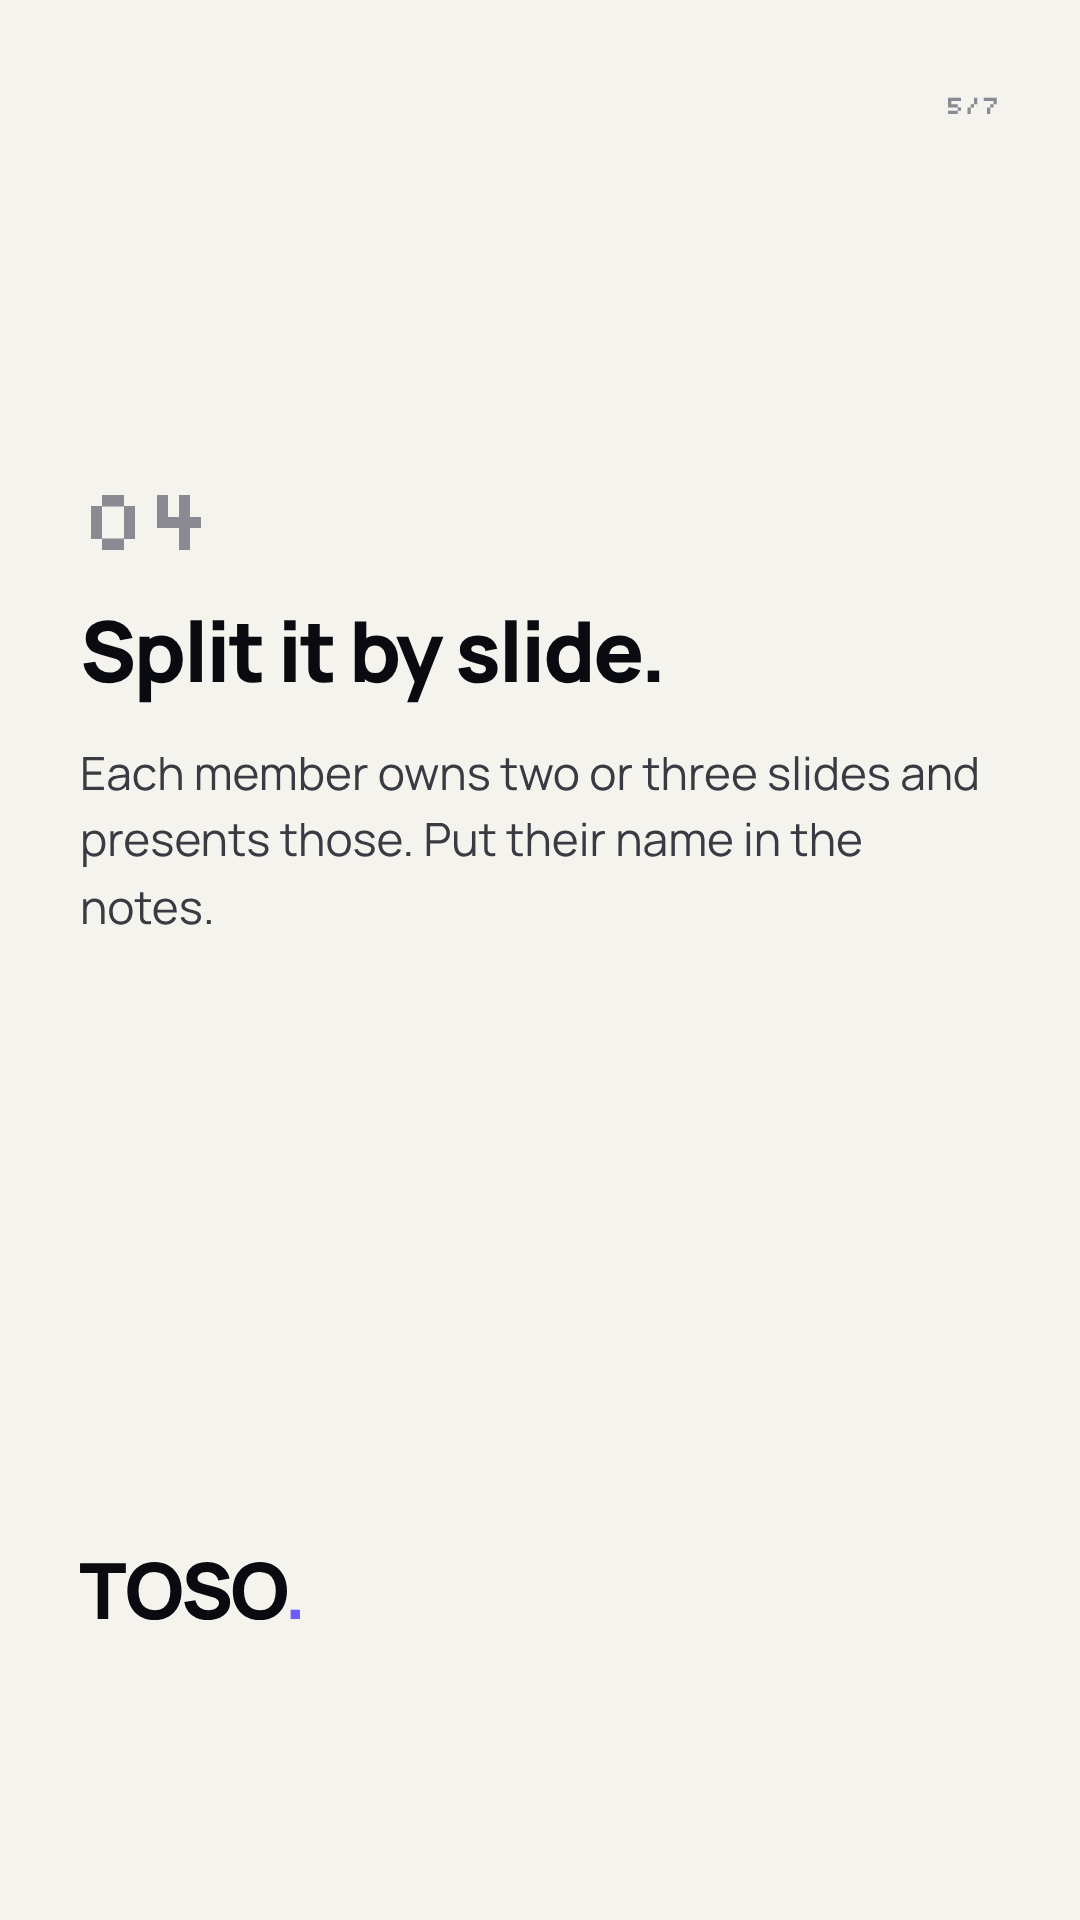 5/7
04
Split it by slide.
Each member owns two or three slides and
presents those. Put their name in the
notes.
TOSO.